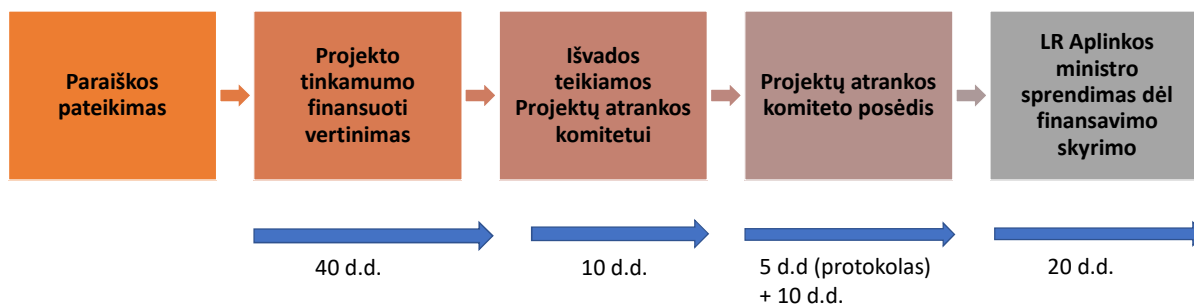 Paraiškos
pateikimas
Projekto
tinkamumo
finansuoti
vertinimas
Išvados
teikiamos
Projektų atrankos
komitetui
Projektų atrankos
komiteto posėdis
LR Aplinkos
ministro
sprendimas dėl
finansavimo
skyrimo
40 d.d.
10 d.d.
5 d.d (protokolas)
+ 10 d.d.
20 d.d.